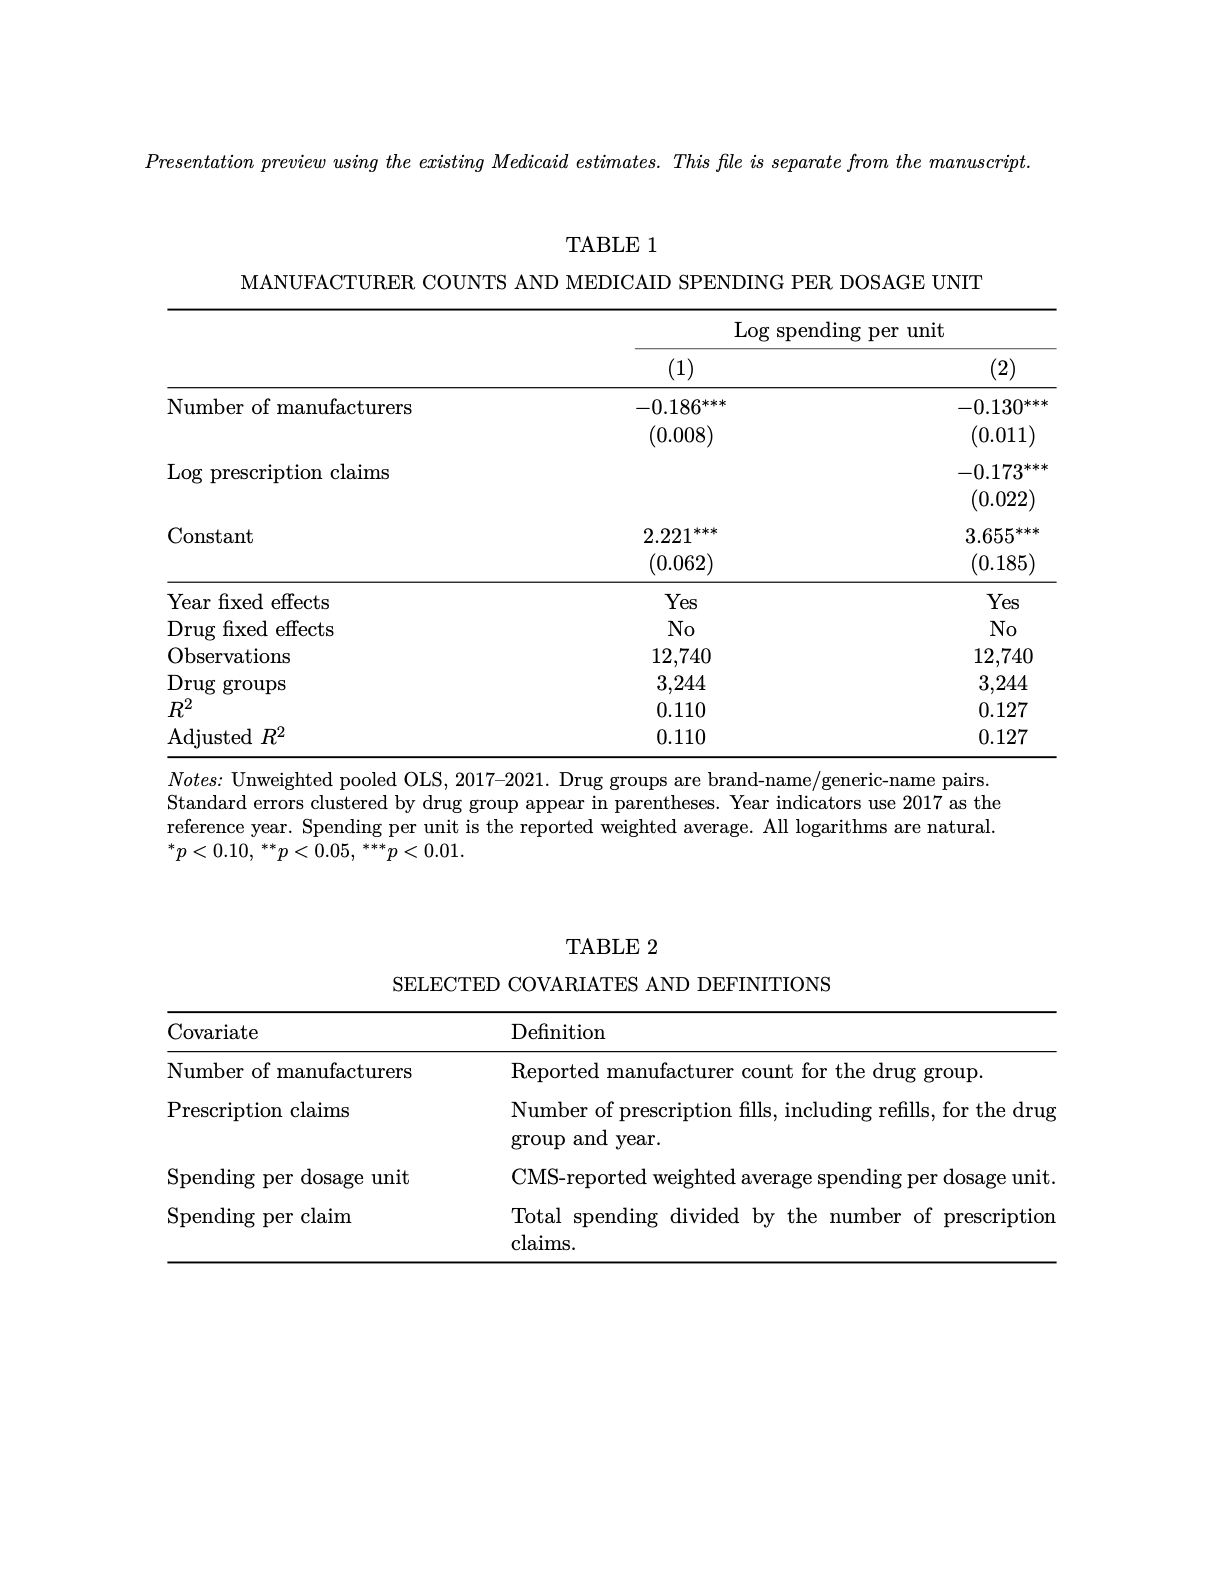 Presentation preview using the existing Medicaid estimates. This file is separate from the manuscript.
TABLE 1
MANUFACTURER COUNTS AND MEDICAID SPENDING PER DOSAGE UNIT
Log spending per unit
(1) (2)
Number of manufacturers −0.186*** −0.130***
(0.008) (0.011)
Log prescription claims −0.173***
(0.022)
Constant 2.221*** 3.655***
(0.062) (0.185)
Year fixed effects Yes Yes
Drug fixed effects No No
Observations 12,740 12,740
Drug groups 3,244 3,244
R² 0.110 0.127
Adjusted R² 0.110 0.127
Notes: Unweighted pooled OLS, 2017–2021. Drug groups are brand-name/generic-name pairs.
Standard errors clustered by drug group appear in parentheses. Year indicators use 2017 as the
reference year. Spending per unit is the reported weighted average. All logarithms are natural.
*p < 0.10, **p < 0.05, ***p < 0.01.
TABLE 2
SELECTED COVARIATES AND DEFINITIONS
Covariate Definition
Number of manufacturers Reported manufacturer count for the drug group.
Prescription claims Number of prescription fills, including refills, for the drug
group and year.
Spending per dosage unit CMS-reported weighted average spending per dosage unit.
Spending per claim Total spending divided by the number of prescription
claims.